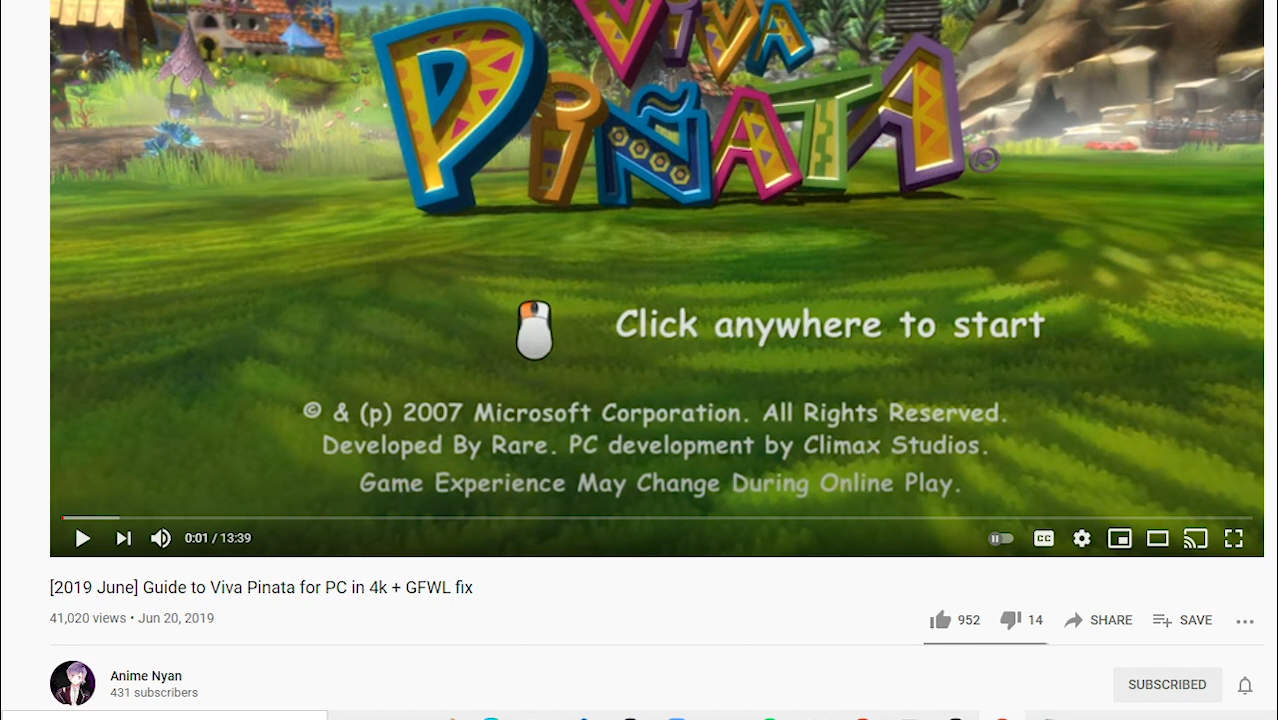 VIVA
PIÑATA®
Click anywhere to start
© & (p) 2007 Microsoft Corporation. All Rights Reserved.
Developed By Rare. PC development by Climax Studios.
Game Experience May Change During Online Play.
0:01 / 13:39
CC
[2019 June] Guide to Viva Pinata for PC in 4k + GFWL fix
41,020 views • Jun 20, 2019
952
14
SHARE
SAVE
Anime Nyan
431 subscribers
SUBSCRIBED